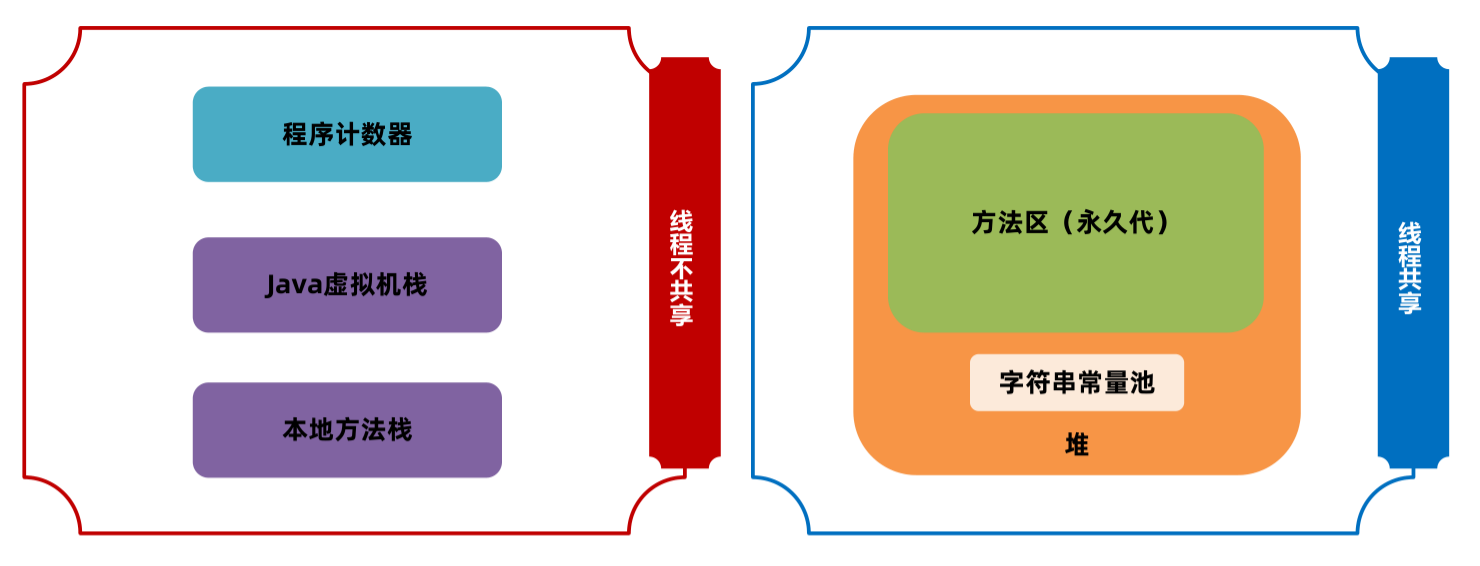 程序计数器
Java虚拟机栈
本地方法栈
线程不共享
方法区（永久代）
字符串常量池
堆
线程共享